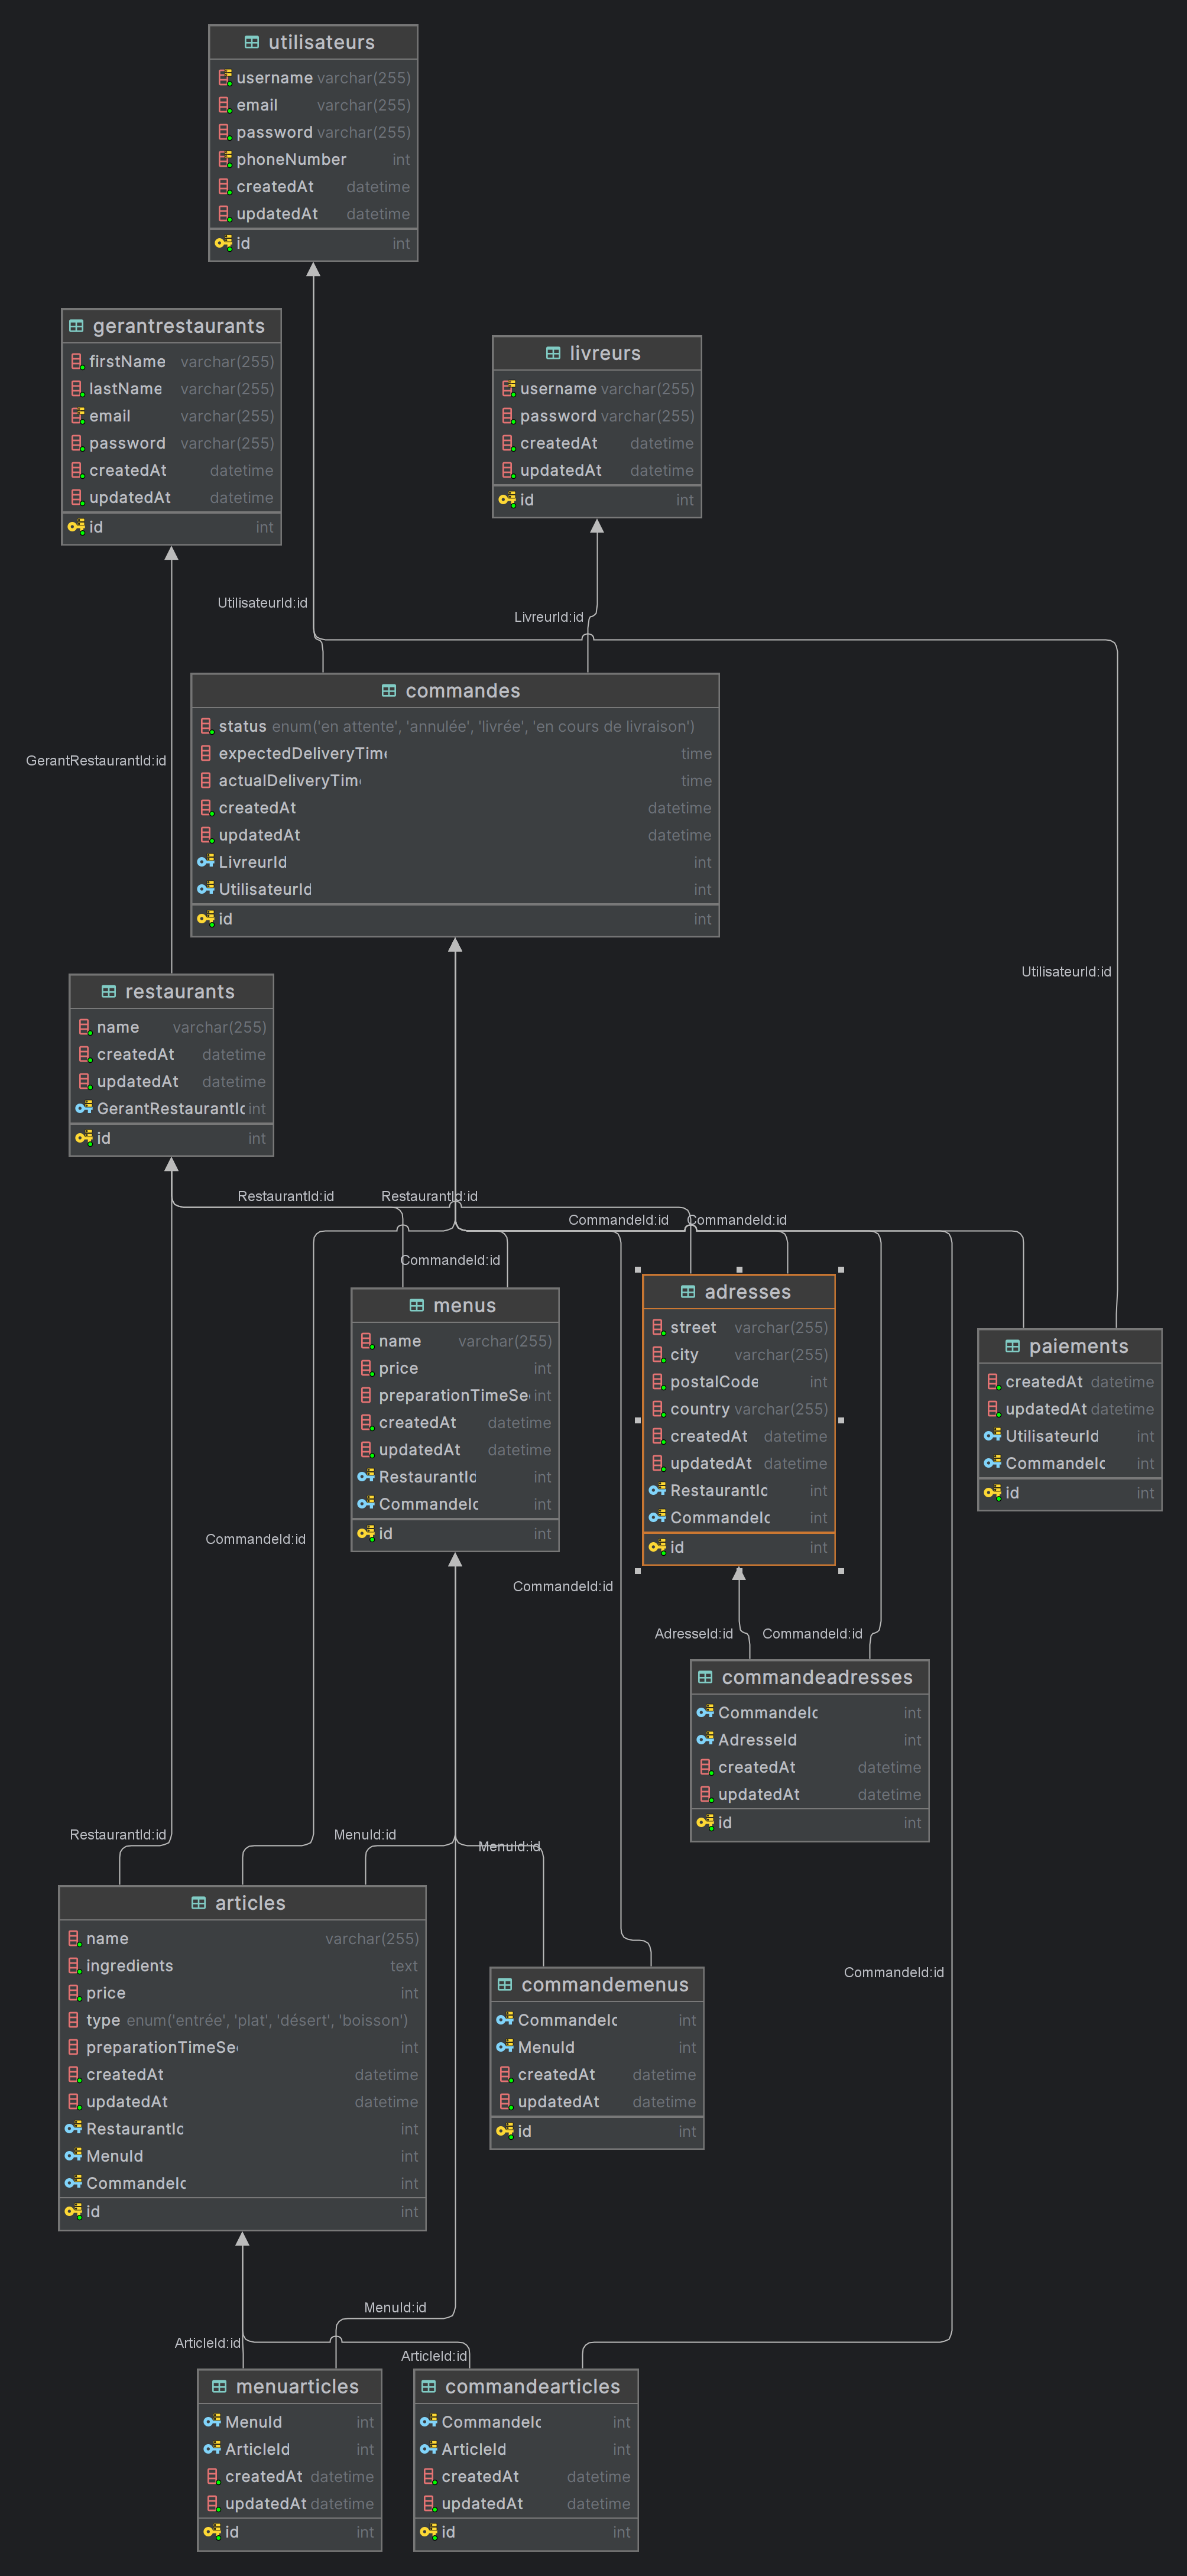 utilisateurs
username varchar(255)
email varchar(255)
password varchar(255)
phoneNumber int
createdAt datetime
updatedAt datetime
id int
gerantrestaurants
firstName varchar(255)
lastName varchar(255)
email varchar(255)
password varchar(255)
createdAt datetime
updatedAt datetime
id int
livreurs
username varchar(255)
password varchar(255)
createdAt datetime
updatedAt datetime
id int
UtilisateurId:id
LivreurId:id
commandes
status enum('en attente', 'annulée', 'livrée', 'en cours de livraison')
expectedDeliveryTime time
actualDeliveryTim time
createdAt datetime
updatedAt datetime
LivreurId int
UtilisateurId int
id int
GerantRestaurantId:id
UtilisateurId:id
restaurants
name varchar(255)
createdAt datetime
updatedAt datetime
GerantRestaurantId int
id int
RestaurantId:id
RestaurantId:id
CommandeId:id
CommandeId:id
CommandeId:id
menus
name varchar(255)
price int
preparationTimeSe int
createdAt datetime
updatedAt datetime
RestaurantId int
CommandeId int
id int
adresses
street varchar(255)
city varchar(255)
postalCode int
country varchar(255)
createdAt datetime
updatedAt datetime
RestaurantId int
CommandeId int
id int
paiements
createdAt datetime
updatedAt datetime
UtilisateurId int
CommandeId int
id int
CommandeId:id
CommandeId:id
AdresseId:id
CommandeId:id
commandeadresses
CommandeId int
AdresseId int
createdAt datetime
updatedAt datetime
id int
RestaurantId:id
MenuId:id
MenuId:id
articles
name varchar(255)
ingredients text
price int
type enum('entrée', 'plat', 'désert', 'boisson')
preparationTimeSe int
createdAt datetime
updatedAt datetime
RestaurantId int
MenuId int
CommandeId int
id int
commandemenus
CommandeId int
MenuId int
createdAt datetime
updatedAt datetime
id int
CommandeId:id
MenuId:id
ArticleId:id
ArticleId:id
menuarticles
MenuId int
ArticleId int
createdAt datetime
updatedAt datetime
id int
commandearticles
CommandeId int
ArticleId int
createdAt datetime
updatedAt datetime
id int